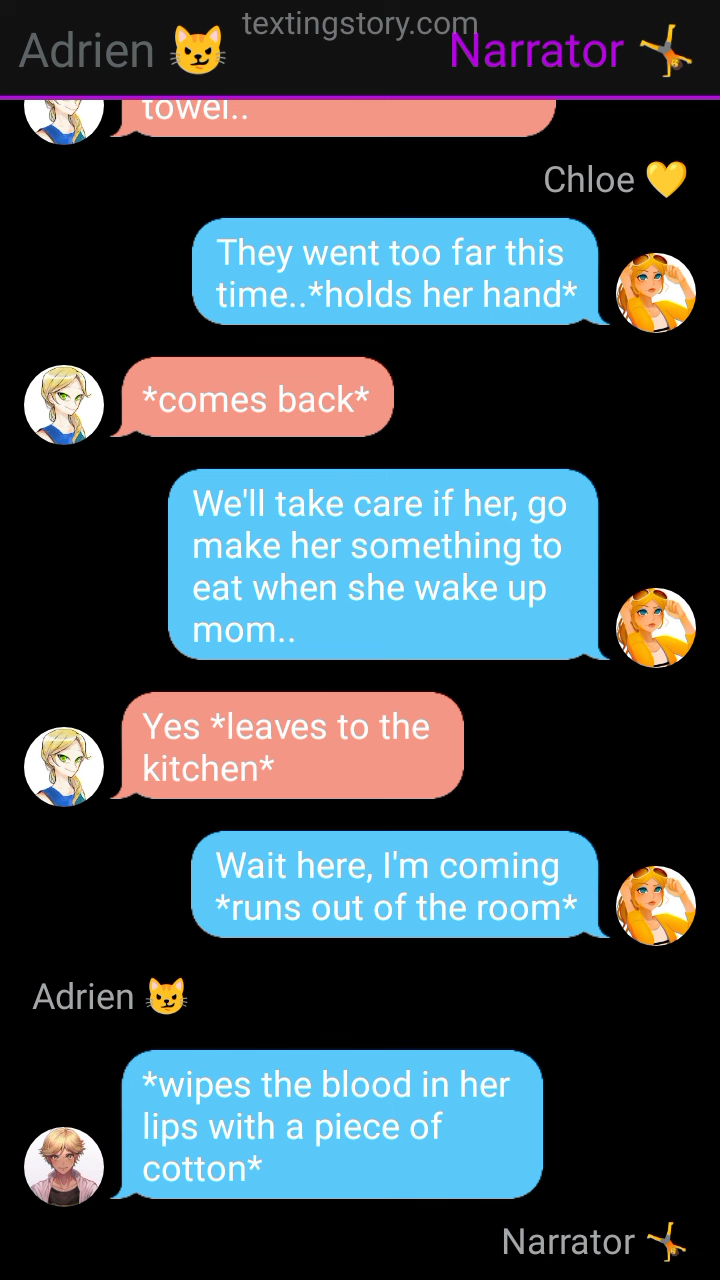 textingstory.com
Adrien 😼 Narrator 🤸
towel..
Chloe 💛
They went too far this
time..*holds her hand*
*comes back*
We'll take care if her, go
make her something to
eat when she wake up
mom..
Yes *leaves to the
kitchen*
Wait here, I'm coming
*runs out of the room*
Adrien 😼
*wipes the blood in her
lips with a piece of
cotton*
Narrator 🤸